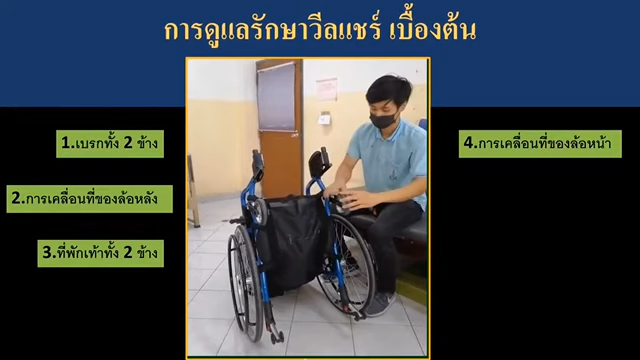 การดูแลรักษาวีลแชร์ เบื้องต้น
1.เบรกทั้ง 2 ข้าง
2.การเคลื่อนที่ของล้อหลัง
3.ที่พักเท้าทั้ง 2 ข้าง
4.การเคลื่อนที่ของล้อหน้า